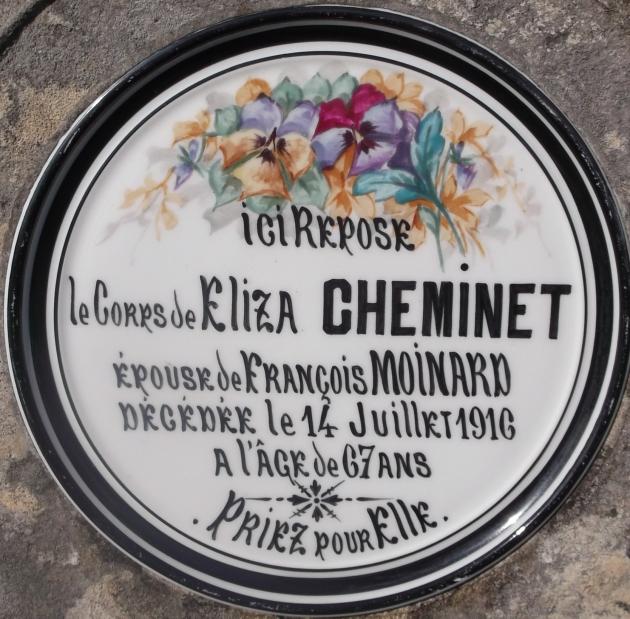 ici REPOSE
le CORPS de ELIZA CHEMINET
ÉPOUSE de FRANÇOIS MOINARD
DÉCÉDÉE le 14 JUILLET 1916
A l'ÂGE de 67 ANS
. PRIEZ POUR ELLE .